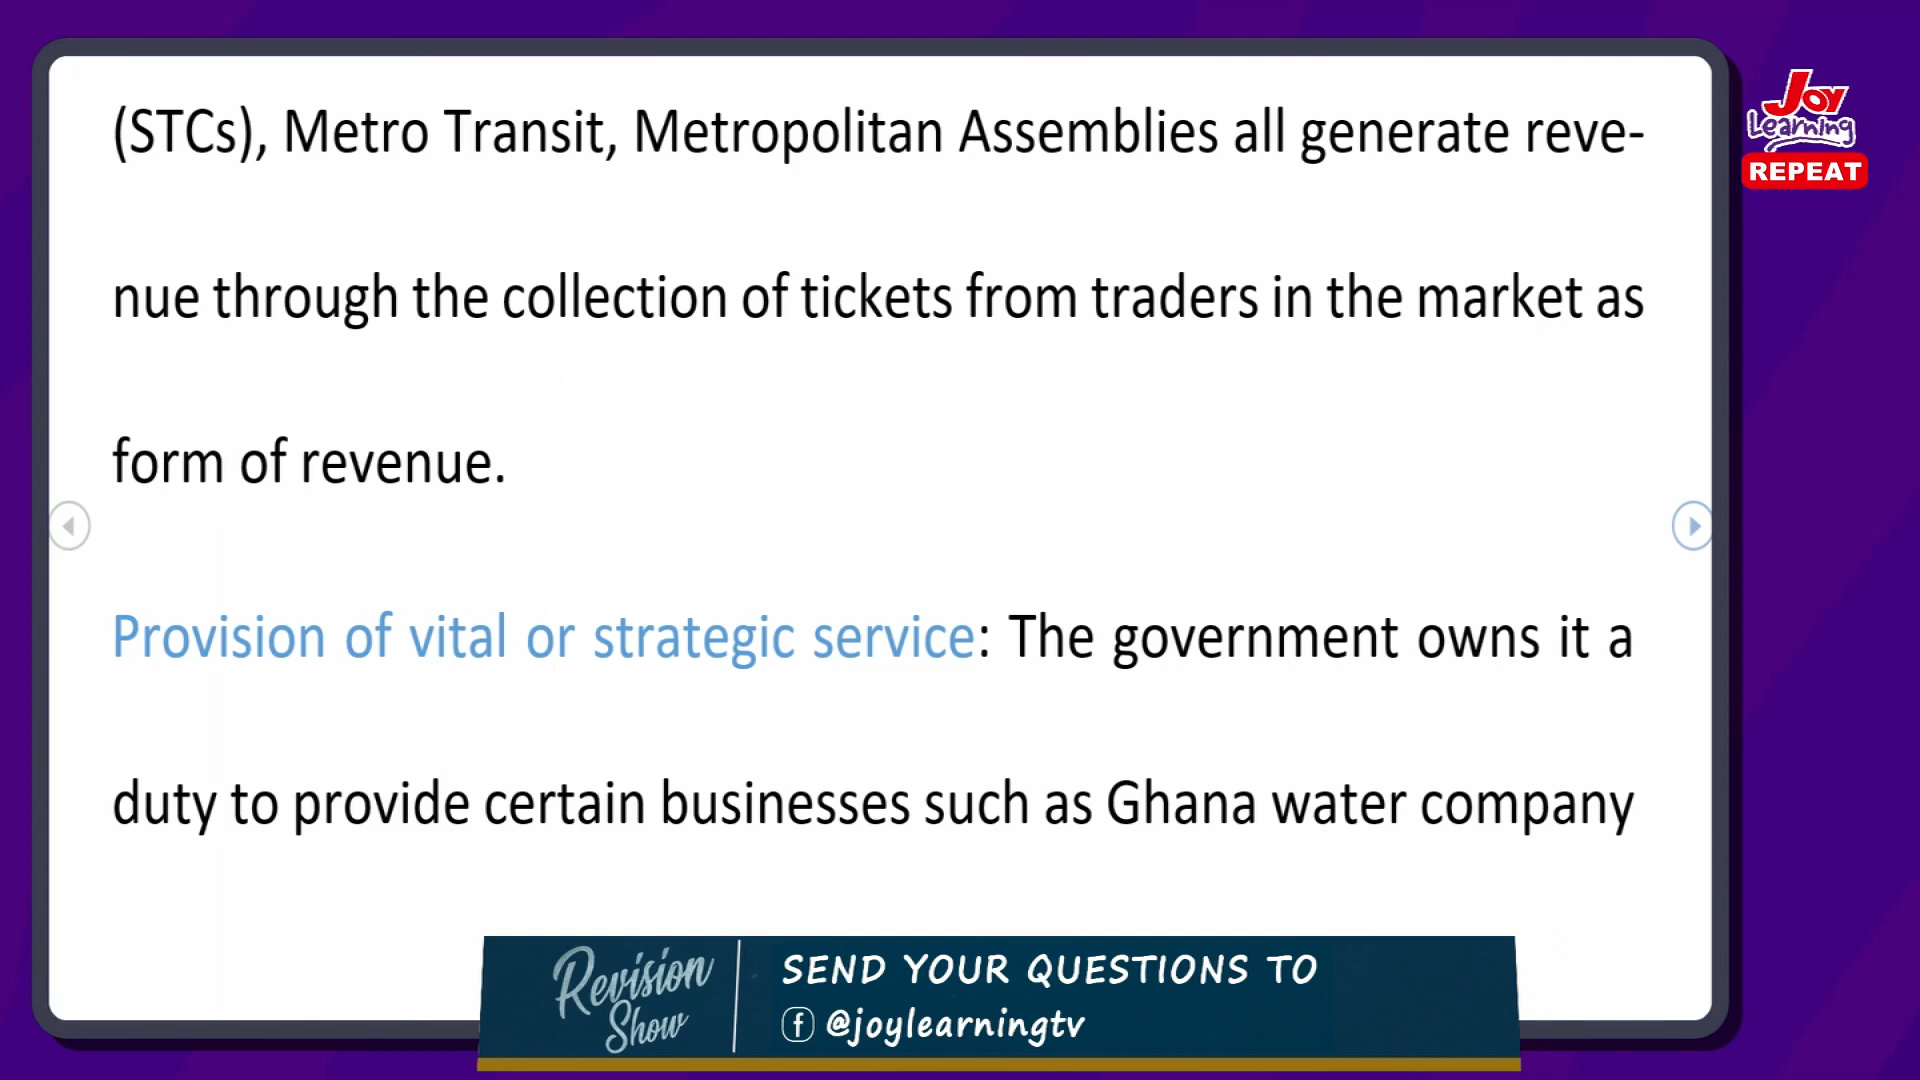 (STCs), Metro Transit, Metropolitan Assemblies all generate reve-
nue through the collection of tickets from traders in the market as
form of revenue.
Provision of vital or strategic service: The government owns it a
duty to provide certain businesses such as Ghana water company
Joy
Learning
REPEAT
Revision
Show
SEND YOUR QUESTIONS TO
@joylearningtv